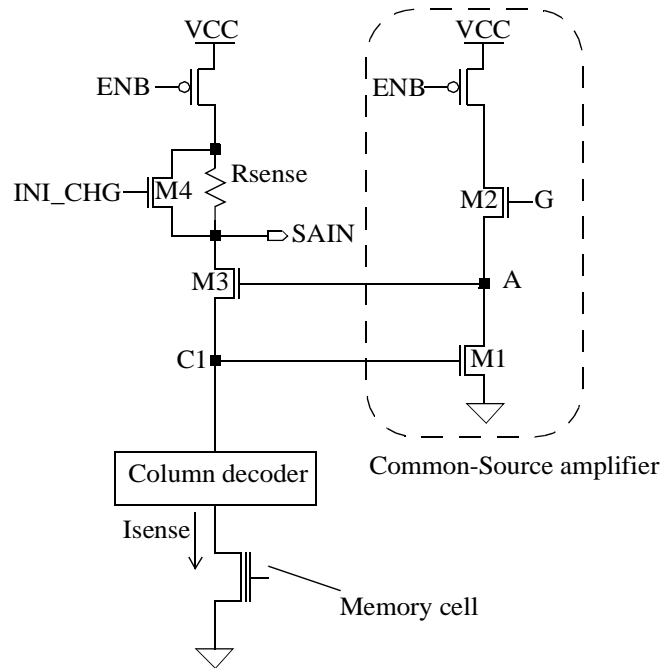 VCC
VCC
ENB
ENB
Rsense
INI_CHG
M4
M2
G
SAIN
M3
A
C1
M1
Column decoder
Common-Source amplifier
Isense
Memory cell